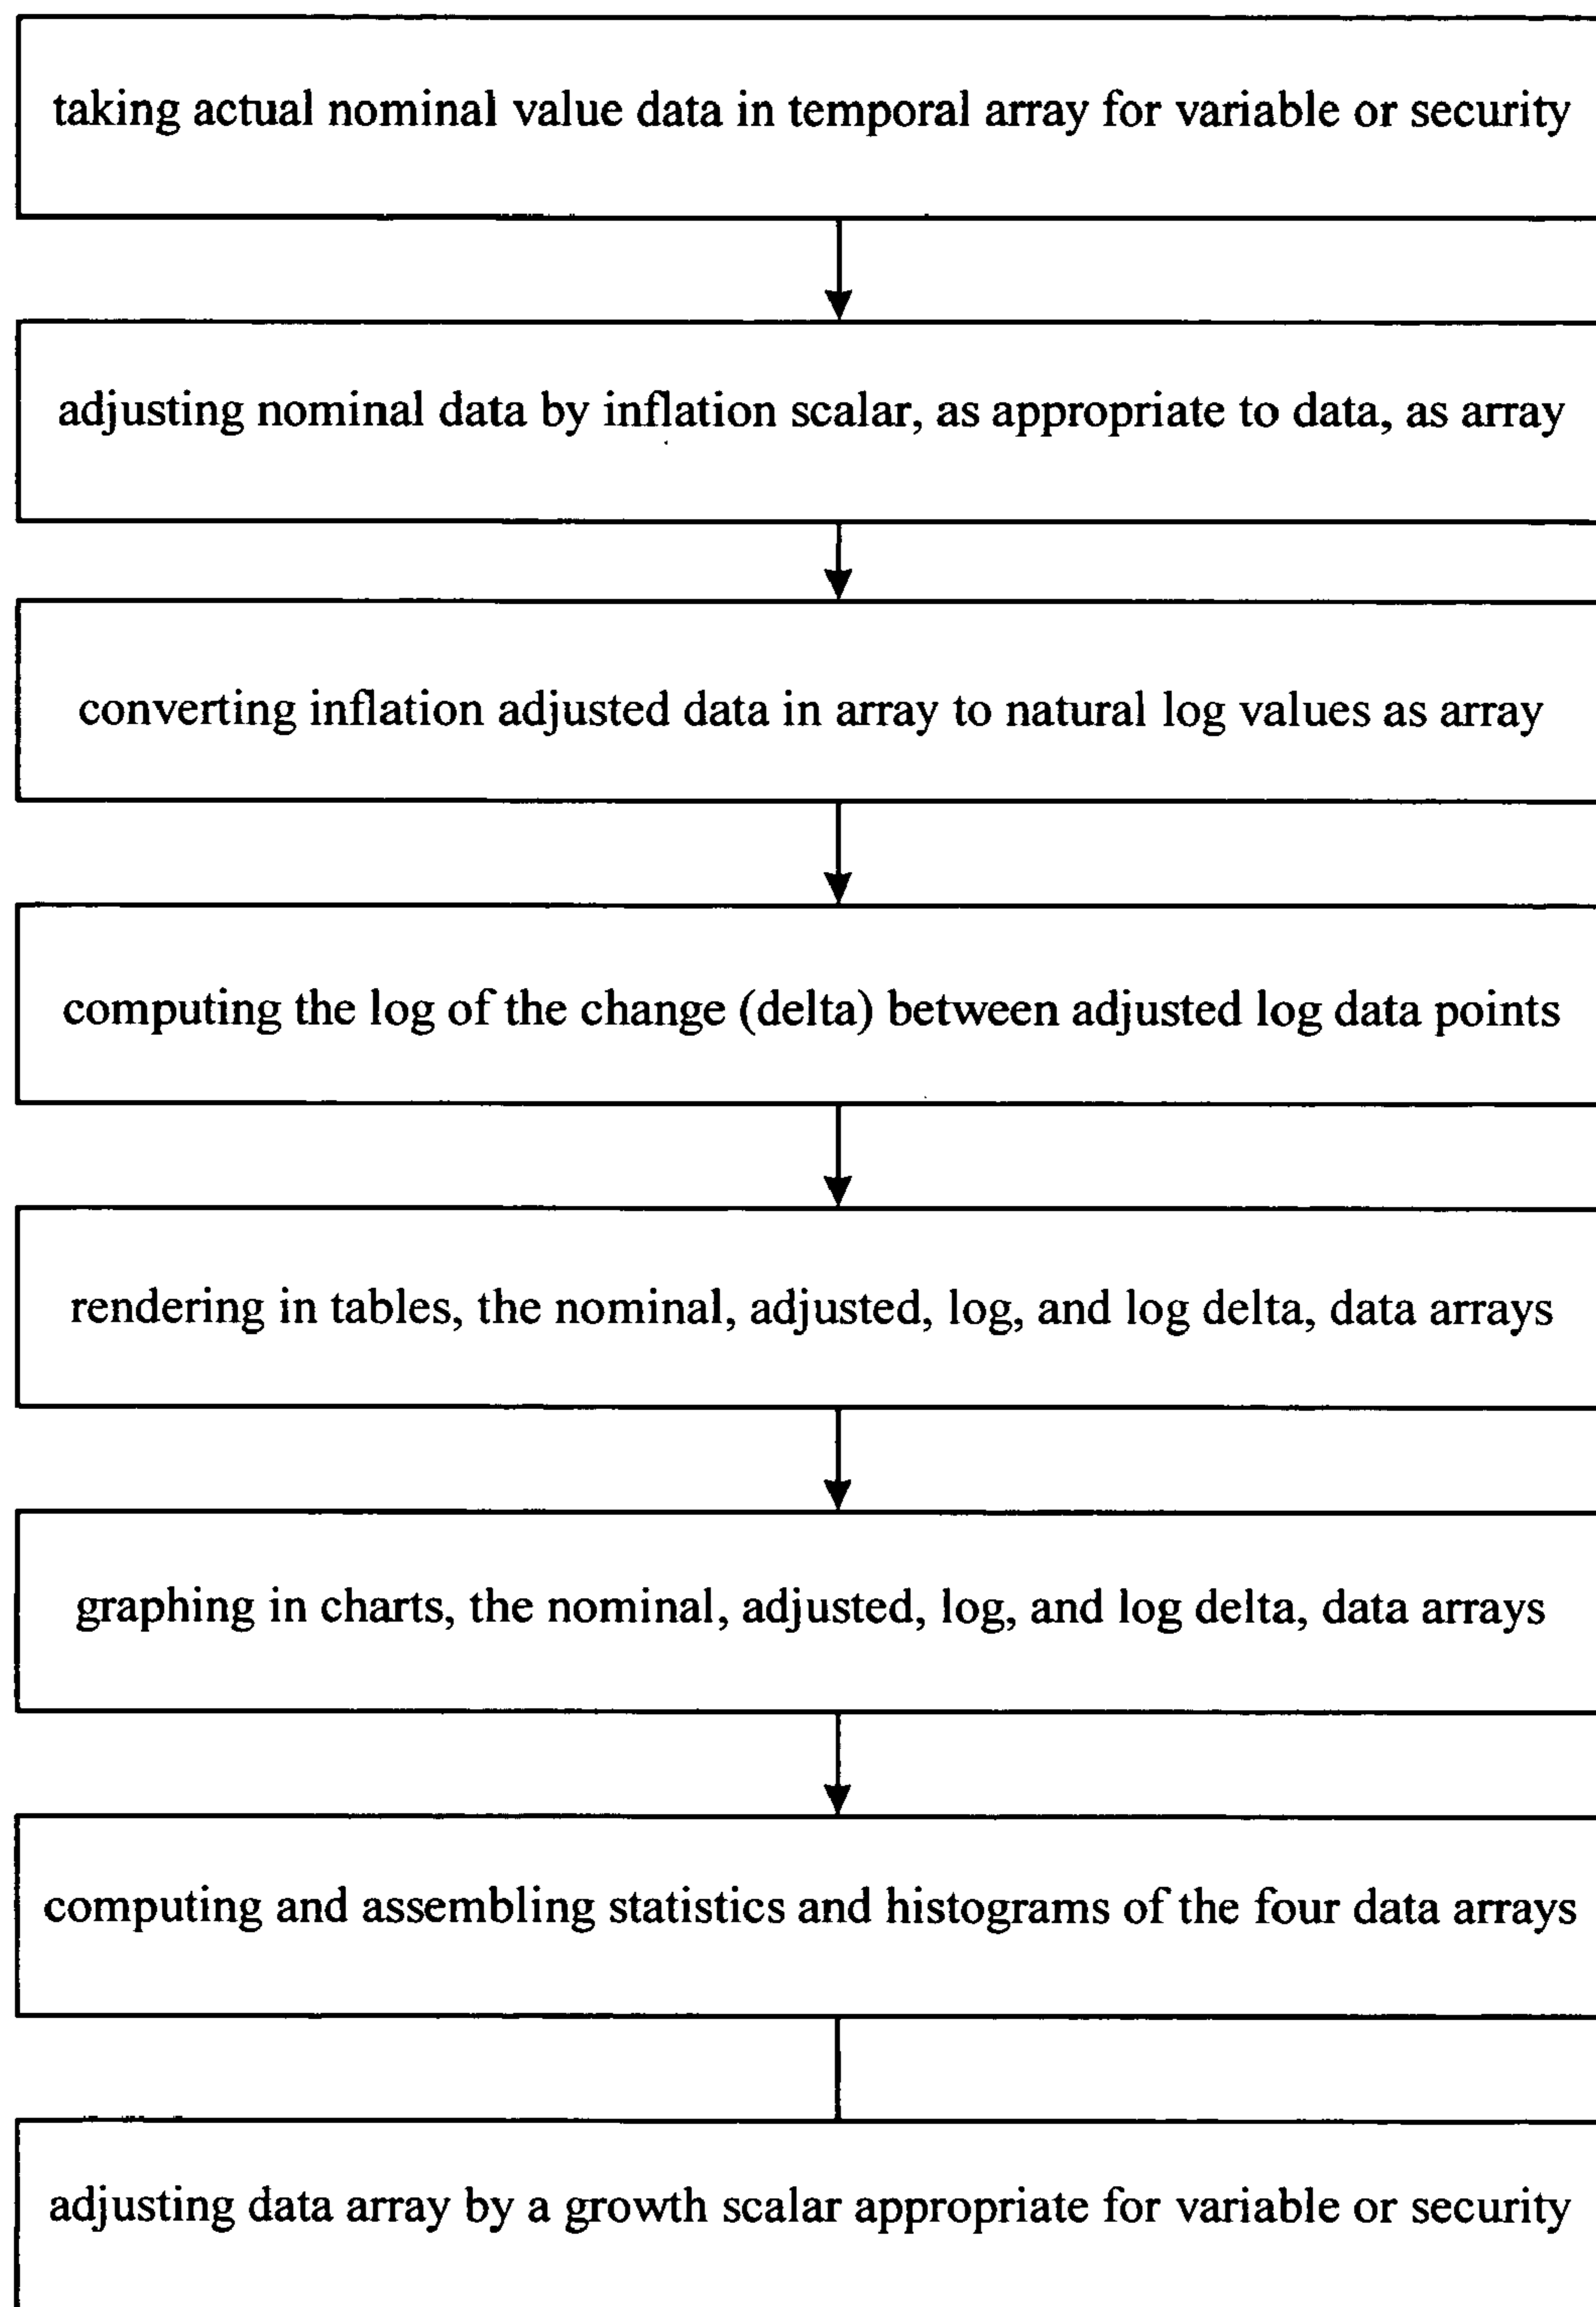 taking actual nominal value data in temporal array for variable or security
adjusting nominal data by inflation scalar, as appropriate to data, as array
converting inflation adjusted data in array to natural log values as array
computing the log of the change (delta) between adjusted log data points
rendering in tables, the nominal, adjusted, log, and log delta, data arrays
graphing in charts, the nominal, adjusted, log, and log delta, data arrays
computing and assembling statistics and histograms of the four data arrays
adjusting data array by a growth scalar appropriate for variable or security